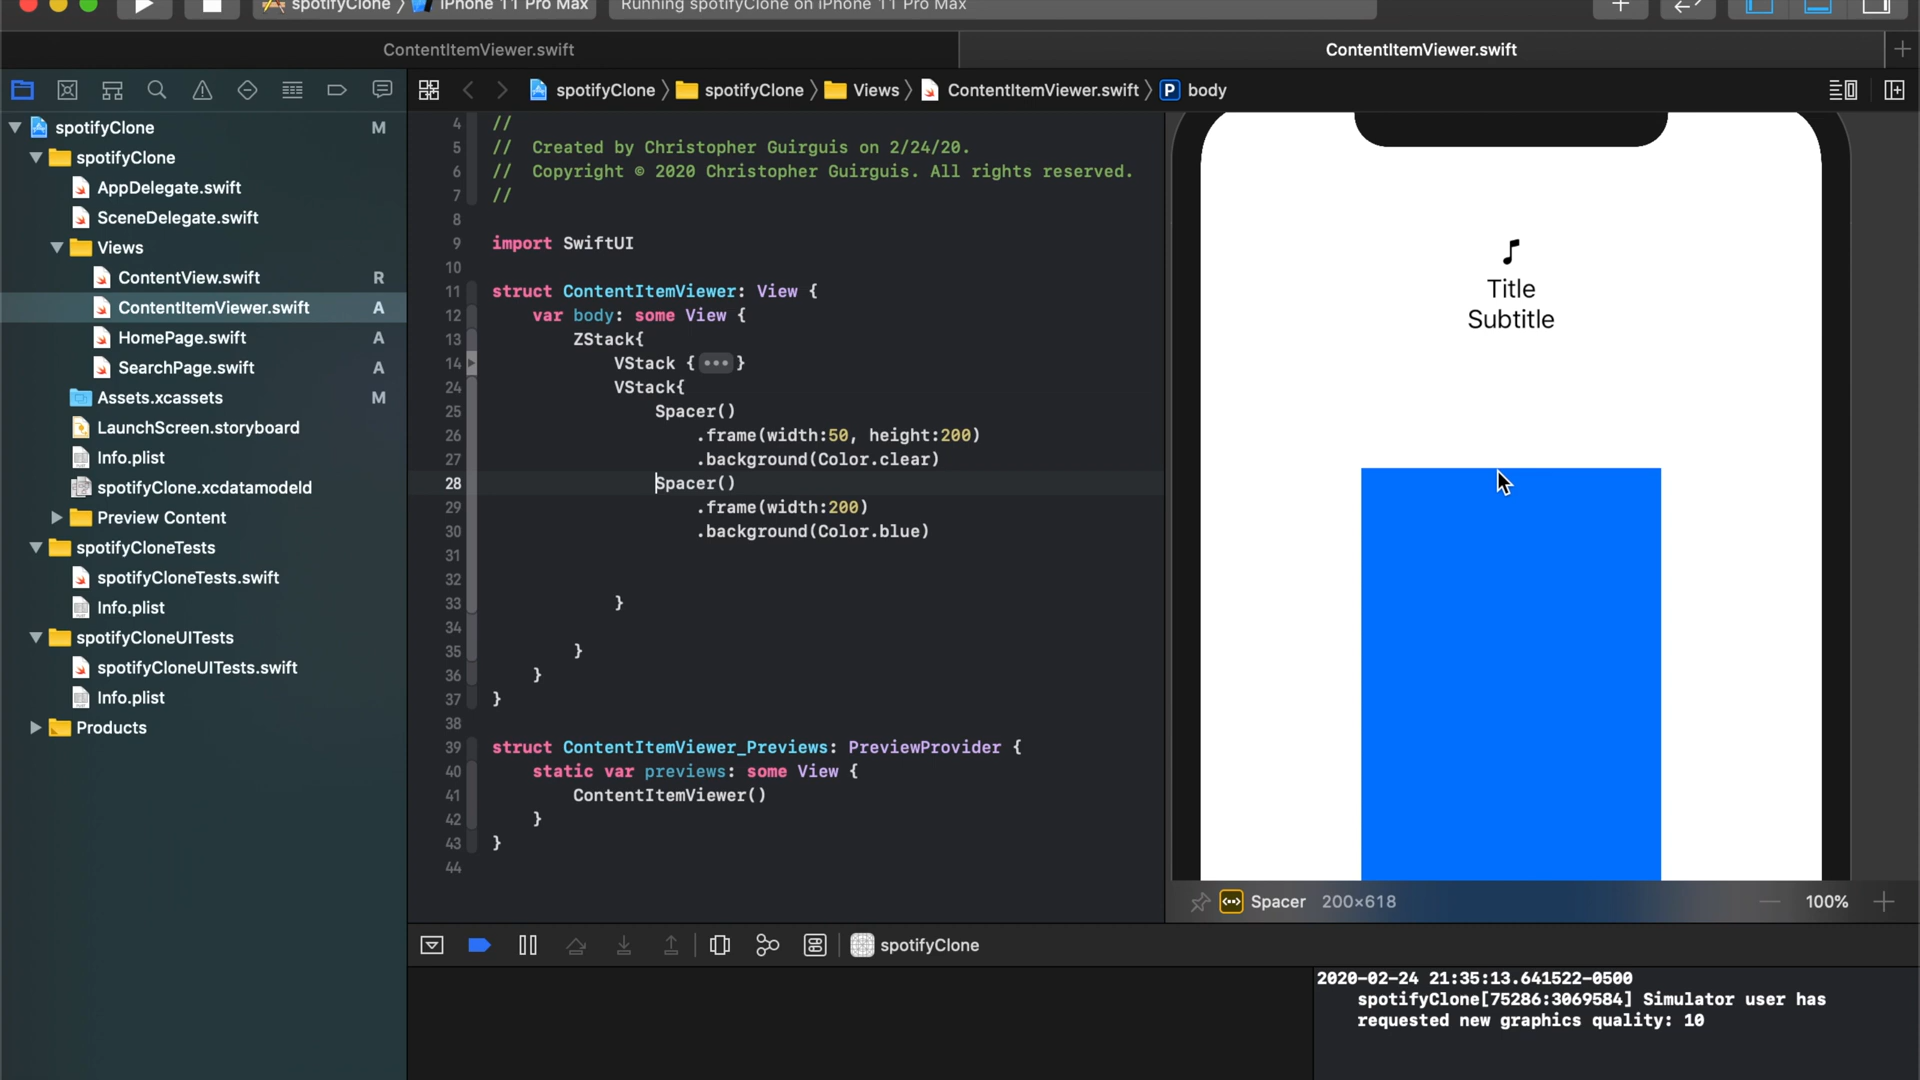 spotifyClone 〉 iPhone 11 Pro Max
Running spotifyClone on iPhone 11 Pro Max
ContentItemViewer.swift
ContentItemViewer.swift
spotifyClone 〉 spotifyClone 〉 Views 〉 ContentItemViewer.swift 〉 P body
spotifyClone M
spotifyClone
AppDelegate.swift
SceneDelegate.swift
Views
ContentView.swift R
ContentItemViewer.swift A
HomePage.swift A
SearchPage.swift A
Assets.xcassets M
LaunchScreen.storyboard
Info.plist
spotifyClone.xcdatamodeld
Preview Content
spotifyCloneTests
spotifyCloneTests.swift
Info.plist
spotifyCloneUITests
spotifyCloneUITests.swift
Info.plist
Products
4 //
5 //  Created by Christopher Guirguis on 2/24/20.
6 //  Copyright © 2020 Christopher Guirguis. All rights reserved.
7 //
8
9 import SwiftUI
10
11 struct ContentItemViewer: View {
12     var body: some View {
13         ZStack{
14             VStack {•••}
24             VStack{
25                 Spacer()
26                     .frame(width:50, height:200)
27                     .background(Color.clear)
28                 Spacer()
29                     .frame(width:200)
30                     .background(Color.blue)
31
32
33             }
34
35         }
36     }
37 }
38
39 struct ContentItemViewer_Previews: PreviewProvider {
40     static var previews: some View {
41         ContentItemViewer()
42     }
43 }
44
Title
Subtitle
Spacer 200×618
100%
spotifyClone
2020-02-24 21:35:13.641522-0500
spotifyClone[75286:3069584] Simulator user has
requested new graphics quality: 10